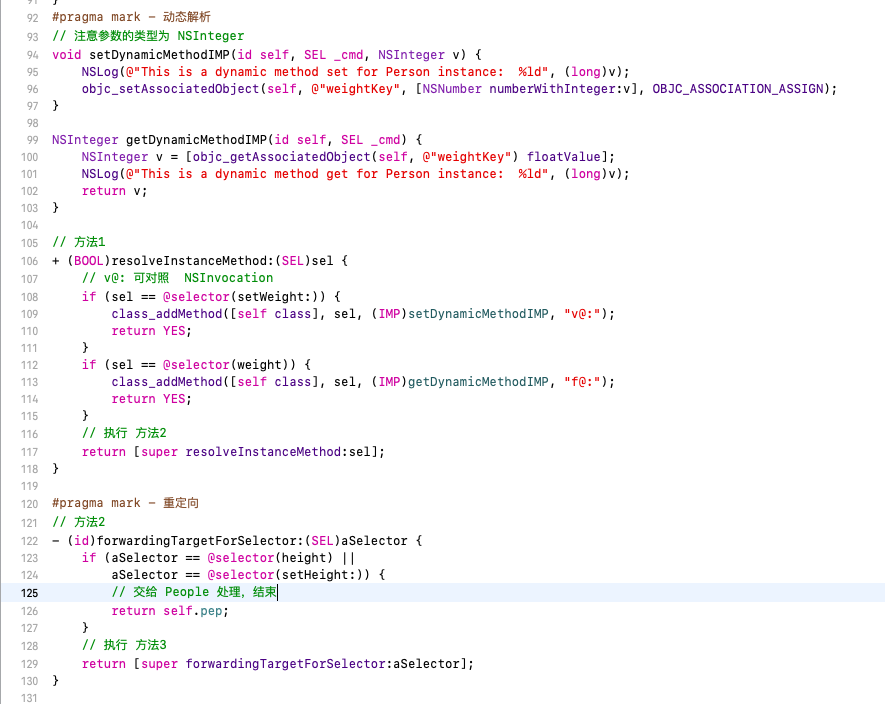 91 }
92 #pragma mark - 动态解析
93 // 注意参数的类型为 NSInteger
94 void setDynamicMethodIMP(id self, SEL _cmd, NSInteger v) {
95     NSLog(@"This is a dynamic method set for Person instance:  %ld", (long)v);
96     objc_setAssociatedObject(self, @"weightKey", [NSNumber numberWithInteger:v], OBJC_ASSOCIATION_ASSIGN);
97 }
98
99 NSInteger getDynamicMethodIMP(id self, SEL _cmd) {
100     NSInteger v = [objc_getAssociatedObject(self, @"weightKey") floatValue];
101     NSLog(@"This is a dynamic method get for Person instance:  %ld", (long)v);
102     return v;
103 }
104
105 // 方法1
106 + (BOOL)resolveInstanceMethod:(SEL)sel {
107     // v@: 可对照  NSInvocation
108     if (sel == @selector(setWeight:)) {
109         class_addMethod([self class], sel, (IMP)setDynamicMethodIMP, "v@:");
110         return YES;
111     }
112     if (sel == @selector(weight)) {
113         class_addMethod([self class], sel, (IMP)getDynamicMethodIMP, "f@:");
114         return YES;
115     }
116     // 执行 方法2
117     return [super resolveInstanceMethod:sel];
118 }
119
120 #pragma mark - 重定向
121 // 方法2
122 - (id)forwardingTargetForSelector:(SEL)aSelector {
123     if (aSelector == @selector(height) ||
124         aSelector == @selector(setHeight:)) {
125         // 交给 People 处理，结束
126         return self.pep;
127     }
128     // 执行 方法3
129     return [super forwardingTargetForSelector:aSelector];
130 }
131